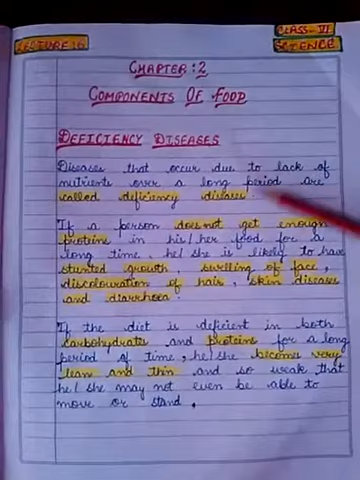 LECTURE : 6
CLASS - VI
SCIENCE
CHAPTER : 2
COMPONENTS OF FOOD
DEFICIENCY DISEASES
Diseases that occur due to lack of
nutrients over a long period are
called deficiency disease.
If a person does not get enough
proteins in his/her food for a
long time, he/she is likely to have
stunted growth, swelling of face,
discolouration of hair, skin diseases
and diarrhoea.
If the diet is deficient in both
carbohydrates and proteins for a long
period of time, he/she becomes very
lean and thin and so weak that
he/she may not even be able to
move or stand.